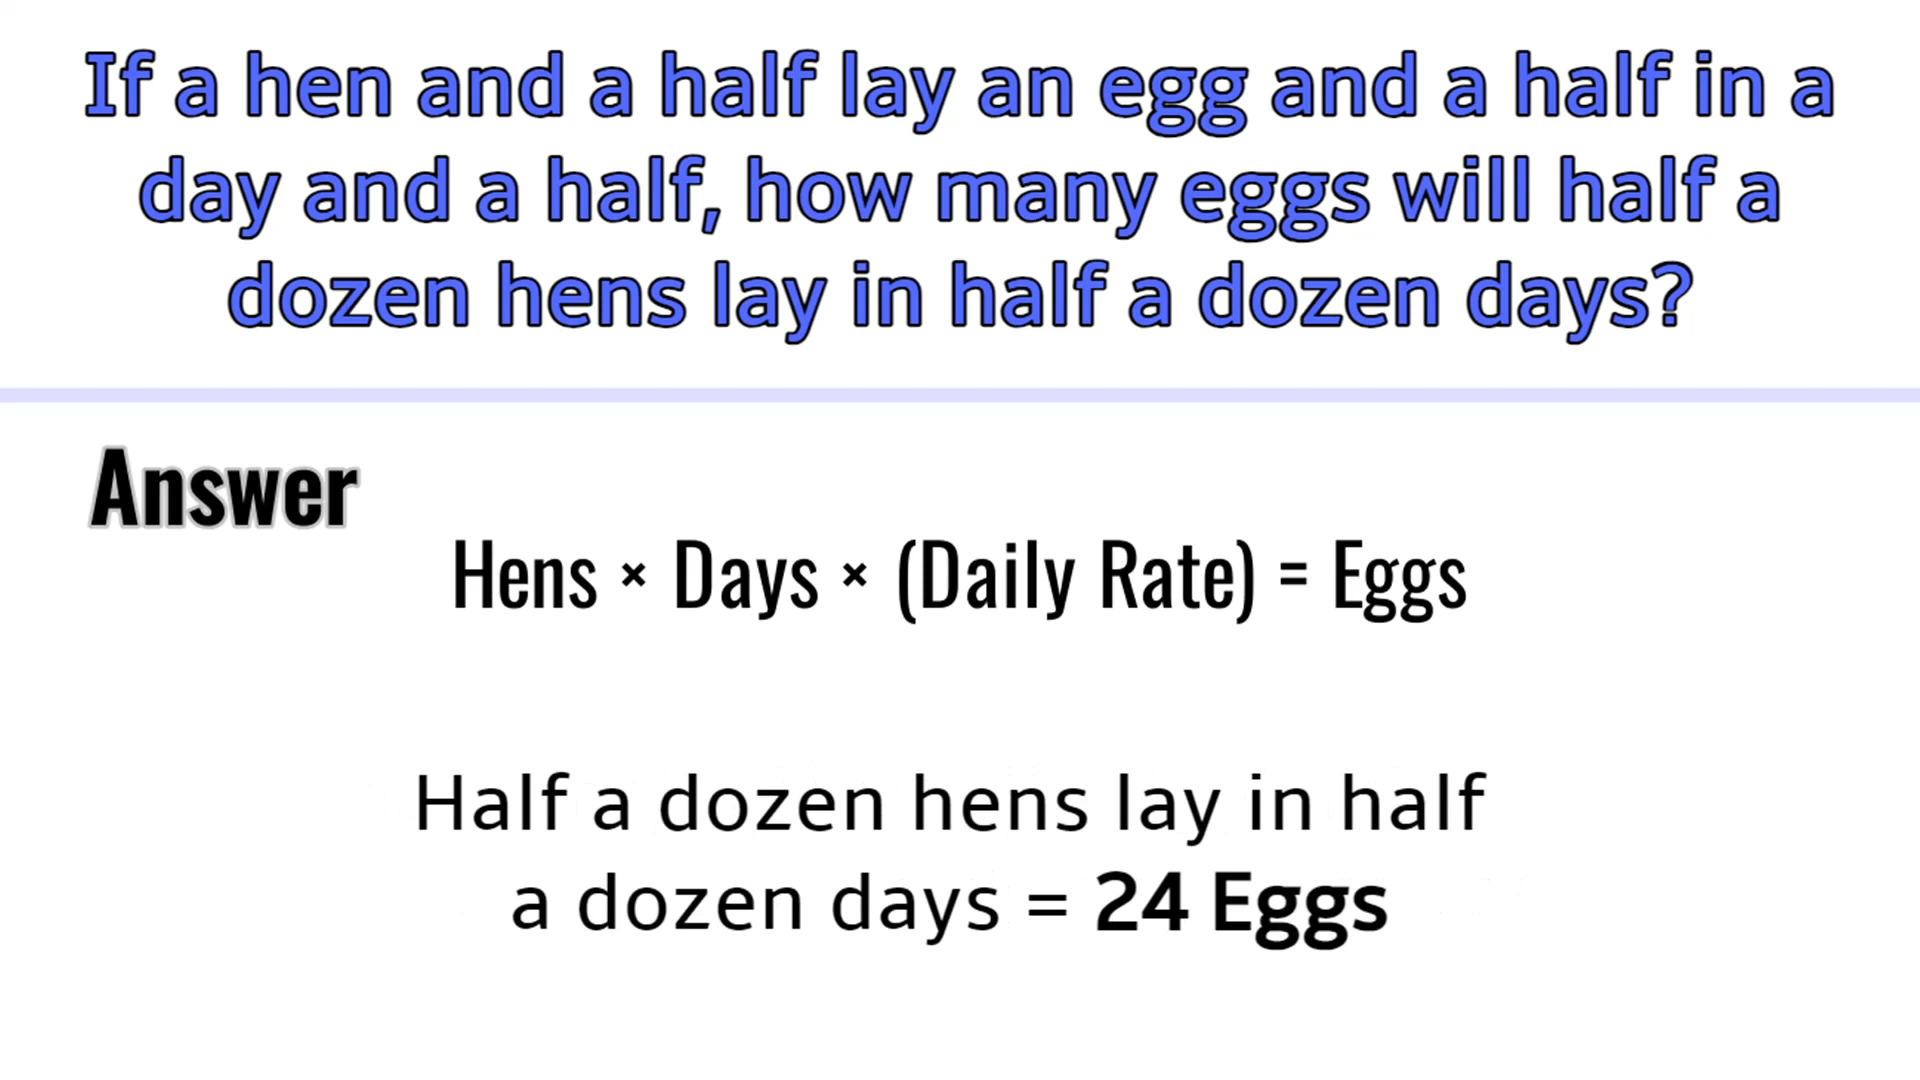 If a hen and a half lay an egg and a half in a
day and a half, how many eggs will half a
dozen hens lay in half a dozen days?
Answer
Hens × Days × (Daily Rate) = Eggs
Half a dozen hens lay in half
a dozen days = 24 Eggs